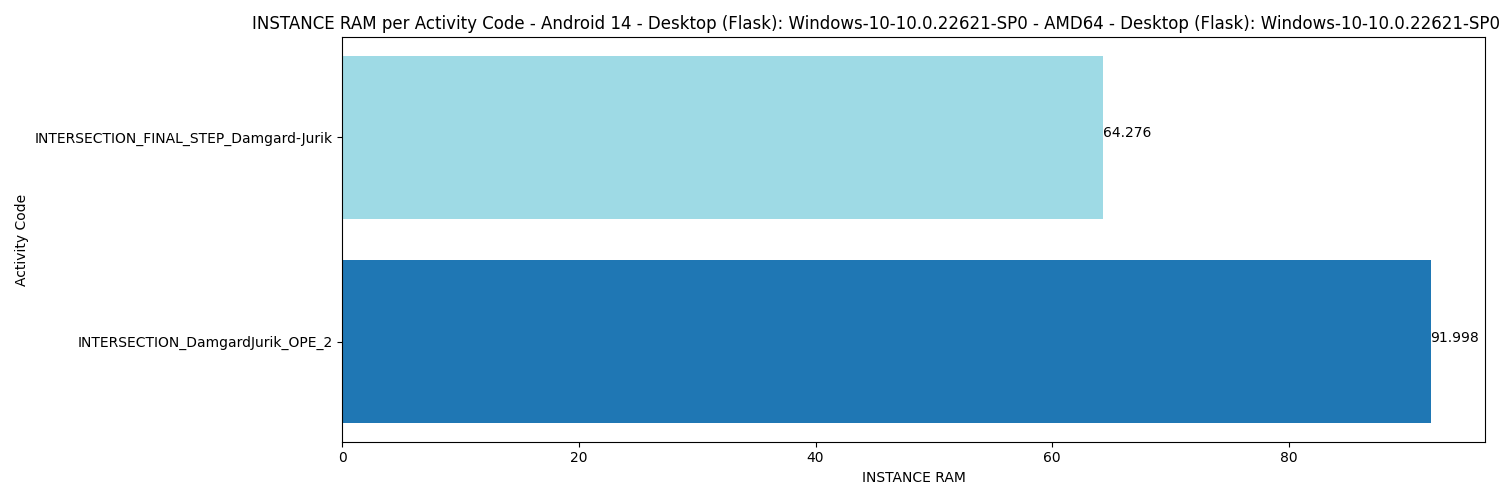 INSTANCE RAM per Activity Code - Android 14 - Desktop (Flask): Windows-10-10.0.22621-SP0 - AMD64 - Desktop (Flask): Windows-10-10.0.22621-SP0
Activity Code
INTERSECTION_FINAL_STEP_Damgard-Jurik
64.276
INTERSECTION_DamgardJurik_OPE_2
91.998
0 20 40 60 80
INSTANCE RAM